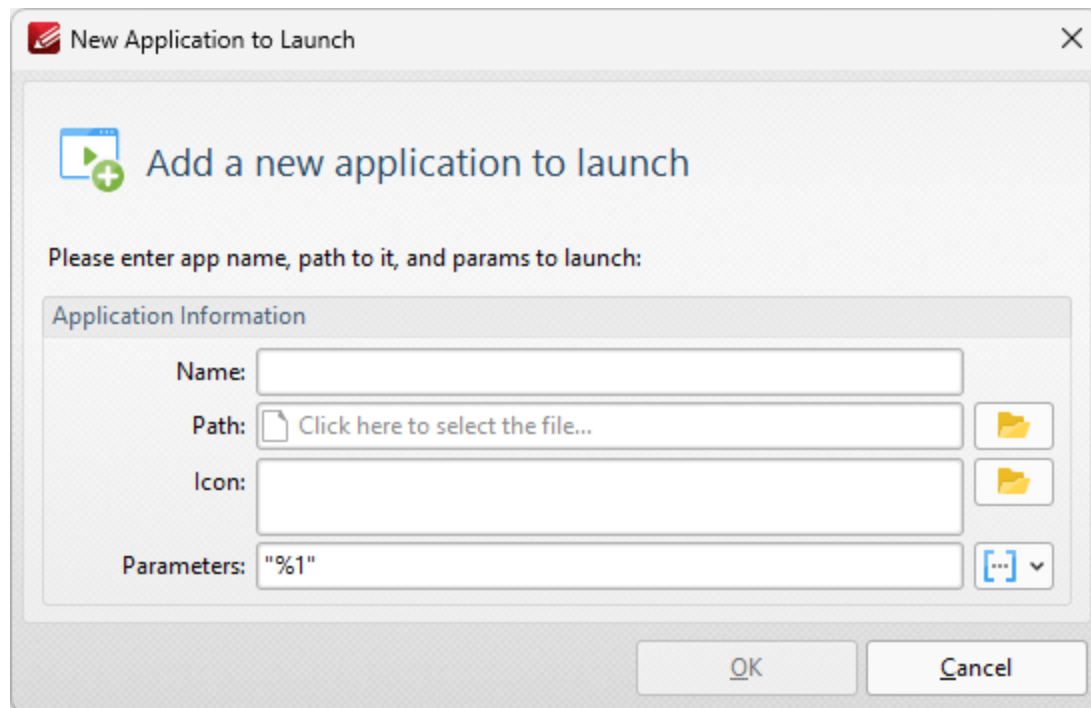 New Application to Launch
Add a new application to launch
Please enter app name, path to it, and params to launch:
Application Information
Name:
Path: Click here to select the file...
Icon:
Parameters: "%1"
OK Cancel